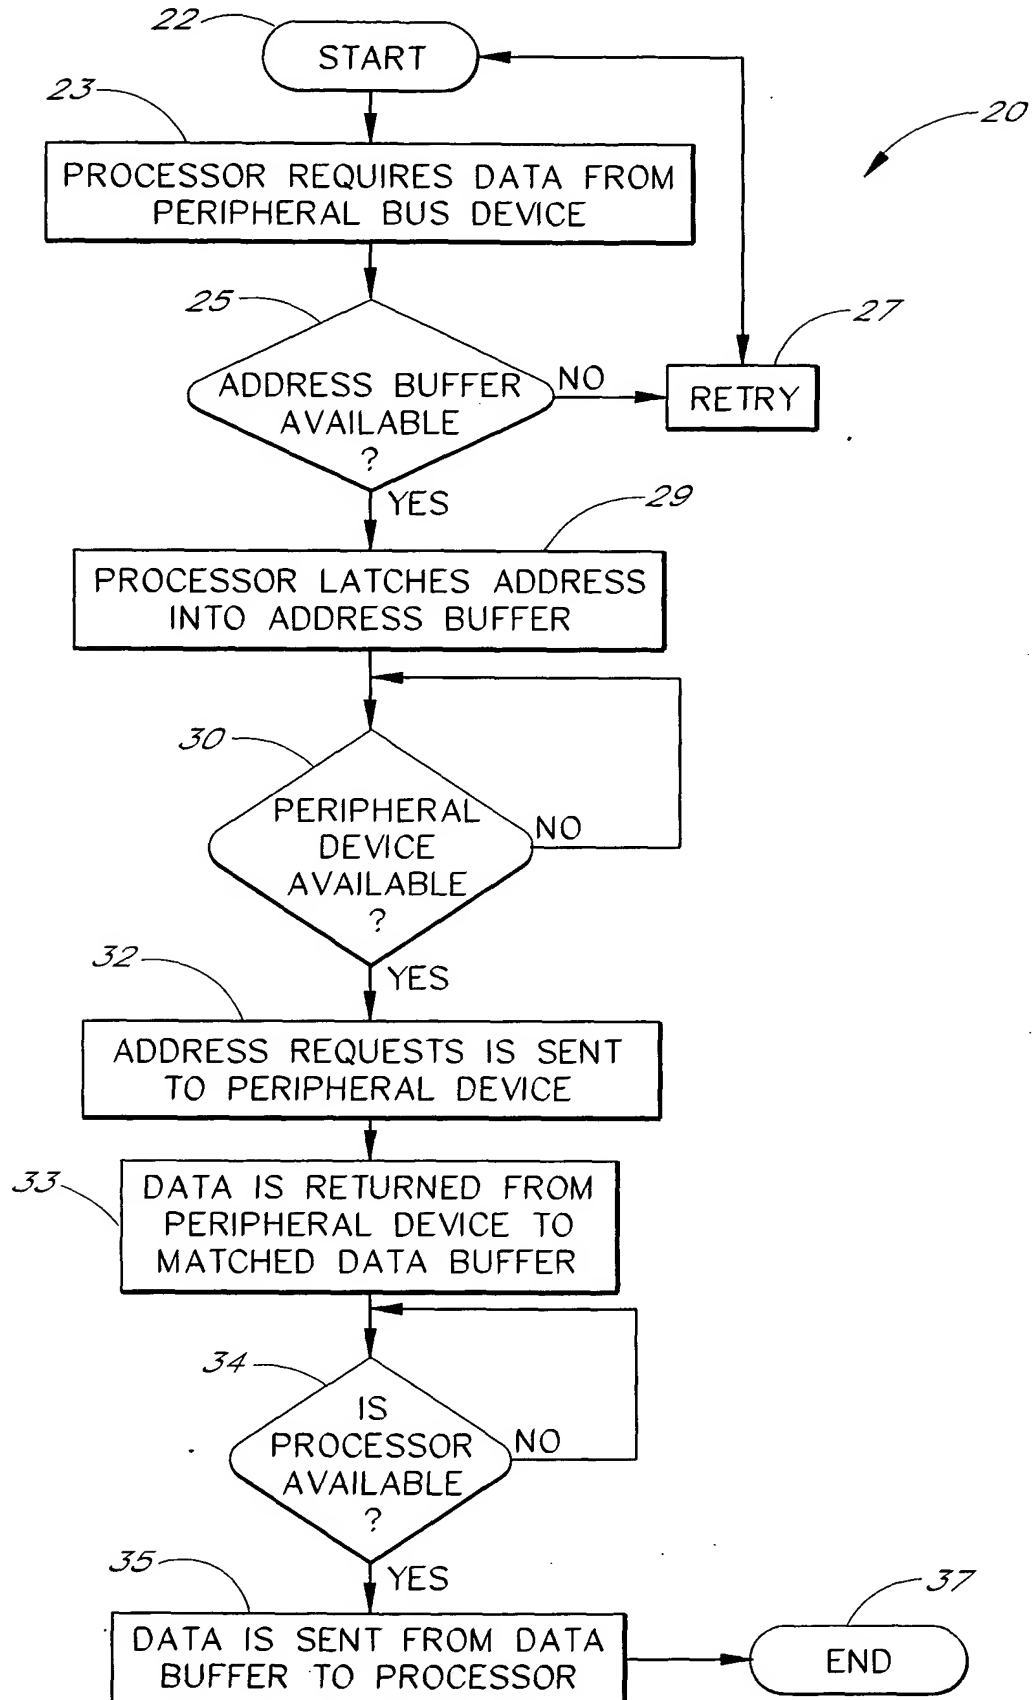 22
START
23
20
PROCESSOR REQUIRES DATA FROM
PERIPHERAL BUS DEVICE
25
27
ADDRESS BUFFER
AVAILABLE
?
NO
RETRY
YES
29
PROCESSOR LATCHES ADDRESS
INTO ADDRESS BUFFER
30
PERIPHERAL
DEVICE
AVAILABLE
?
NO
YES
32
ADDRESS REQUESTS IS SENT
TO PERIPHERAL DEVICE
33
DATA IS RETURNED FROM
PERIPHERAL DEVICE TO
MATCHED DATA BUFFER
34
IS
PROCESSOR
AVAILABLE
?
NO
YES
35
37
DATA IS SENT FROM DATA
BUFFER TO PROCESSOR
END